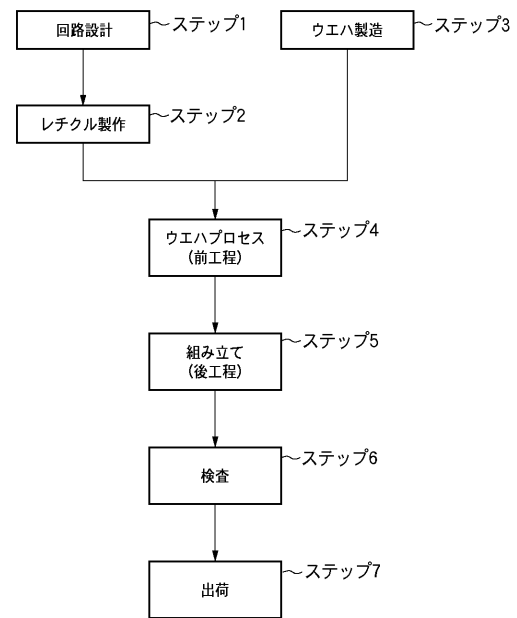 回路設計
ステップ1
ウエハ製造
ステップ3
レチクル製作
ステップ2
ウエハプロセス
(前工程)
ステップ4
組み立て
(後工程)
ステップ5
検査
ステップ6
出荷
ステップ7